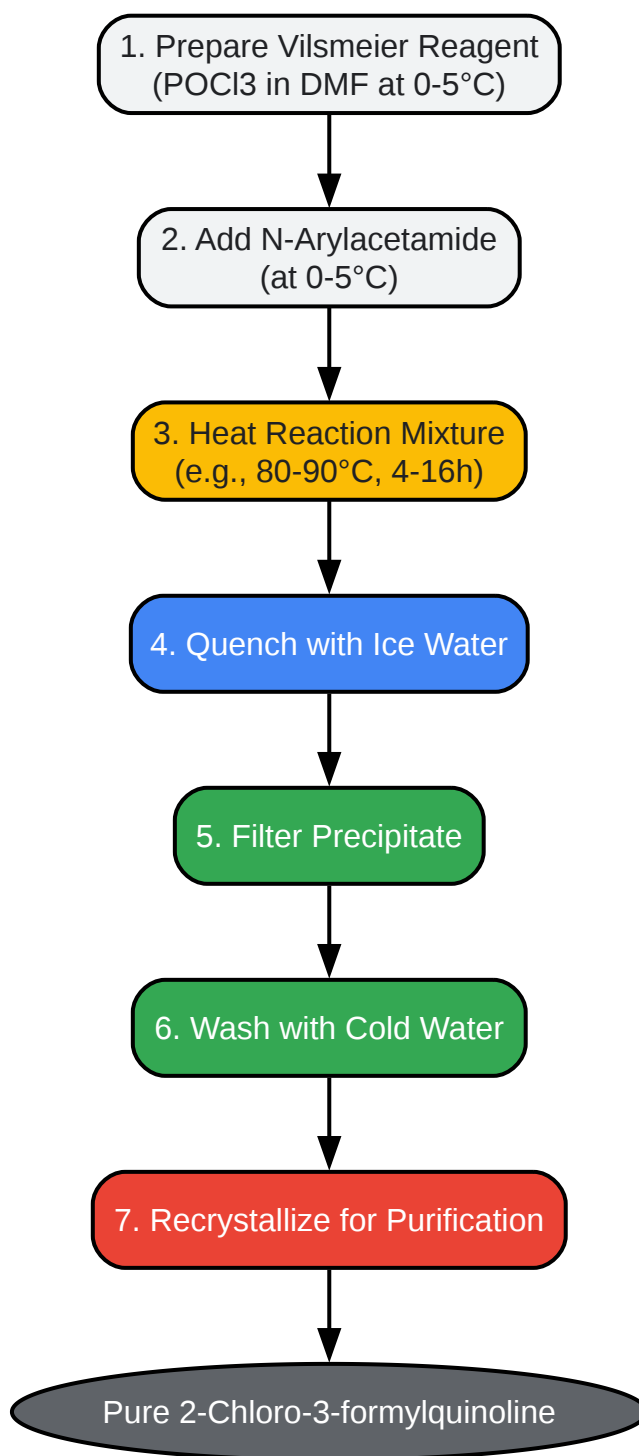 1. Prepare Vilsmeier Reagent
(POCl3 in DMF at 0-5°C)
2. Add N-Arylacetamide
(at 0-5°C)
3. Heat Reaction Mixture
(e.g., 80-90°C, 4-16h)
4. Quench with Ice Water
5. Filter Precipitate
6. Wash with Cold Water
7. Recrystallize for Purification
Pure 2-Chloro-3-formylquinoline